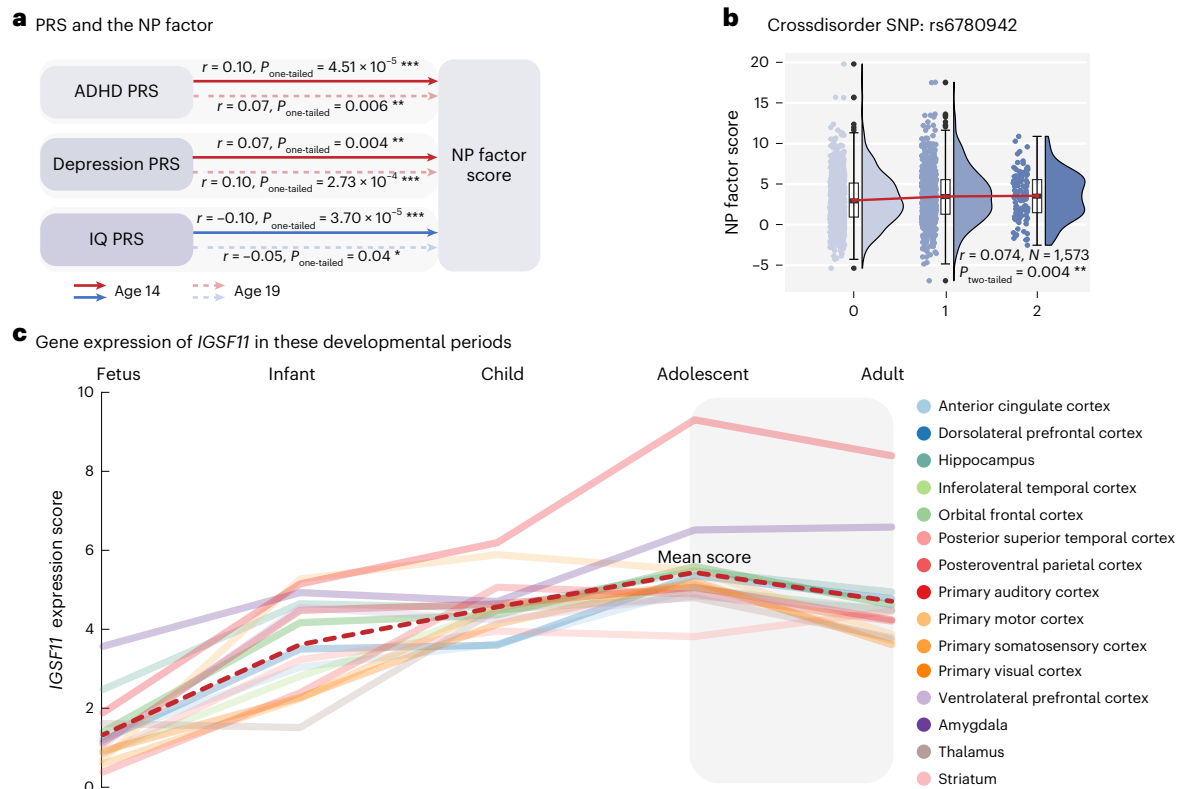 a PRS and the NP factor
ADHD PRS
r = 0.10, P one-tailed = 4.51 × 10⁻⁵ ***
r = 0.07, P one-tailed = 0.006 **
Depression PRS
r = 0.07, P one-tailed = 0.004 **
r = 0.10, P one-tailed = 2.73 × 10⁻⁴ ***
IQ PRS
r = −0.10, P one-tailed = 3.70 × 10⁻⁵ ***
r = −0.05, P one-tailed = 0.04 *
NP factor
score
Age 14
Age 19
b Crossdisorder SNP: rs6780942
NP factor score
20
15
10
5
0
−5
r = 0.074, N = 1,573
P two-tailed = 0.004 **
0 1 2
c Gene expression of IGSF11 in these developmental periods
Fetus Infant Child Adolescent Adult
IGSF11 expression score
10
8
6
4
2
0
Mean score
Anterior cingulate cortex
Dorsolateral prefrontal cortex
Hippocampus
Inferolateral temporal cortex
Orbital frontal cortex
Posterior superior temporal cortex
Posteroventral parietal cortex
Primary auditory cortex
Primary motor cortex
Primary somatosensory cortex
Primary visual cortex
Ventrolateral prefrontal cortex
Amygdala
Thalamus
Striatum